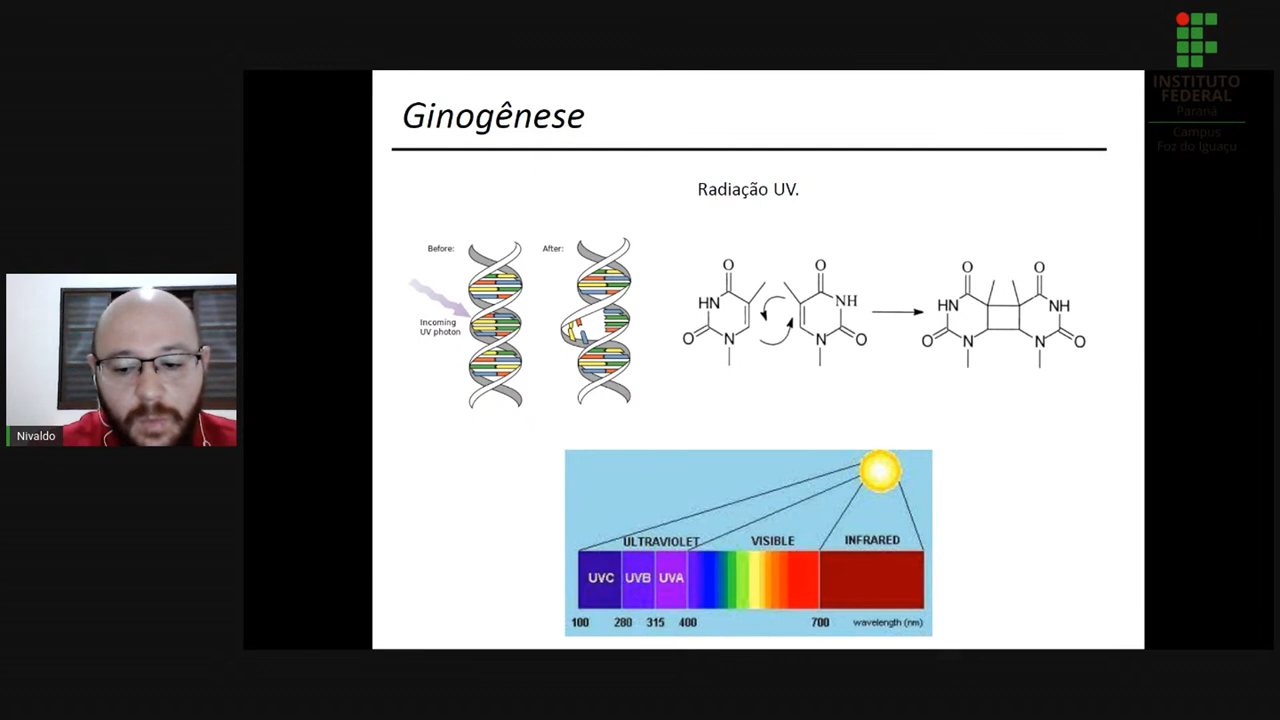 INSTITUTO
FEDERAL
Paraná
Campus
Foz do Iguaçu
Ginogênese
Radiação UV.
Before:
After:
Incoming
UV photon
O
HN
O
N
O
NH
N
O
O
HN
O
N
O
NH
N
O
Nivaldo
ULTRAVIOLET
VISIBLE
INFRARED
UVC
UVB
UVA
100
280
315
400
700
wavelength (nm)